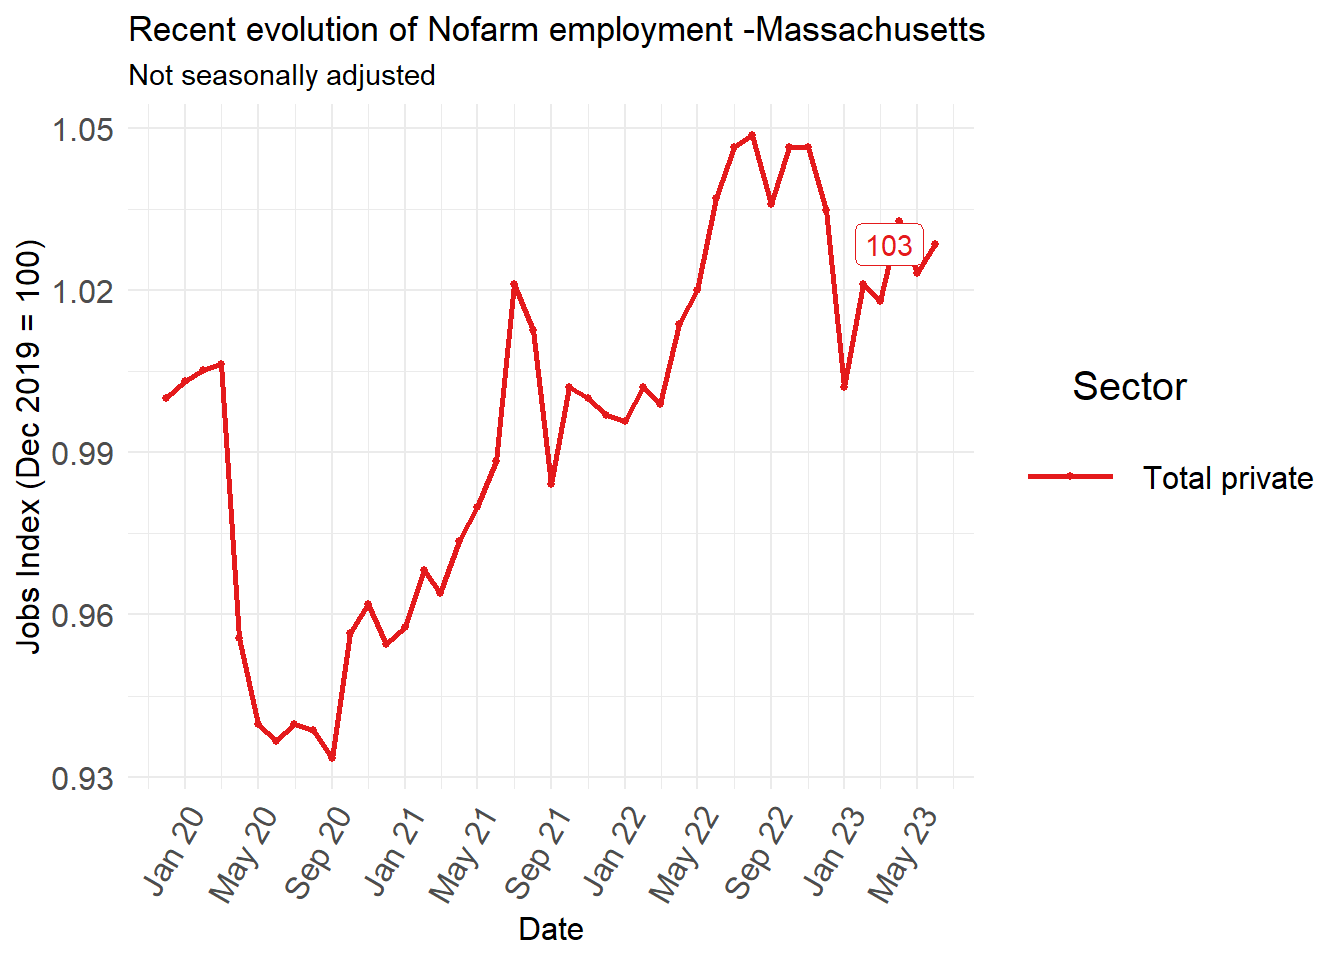 Recent evolution of Nofarm employment -Massachusetts
Not seasonally adjusted
Jobs Index (Dec 2019 = 100)
1.05
1.02
0.99
0.96
0.93
103
Sector
Total private
Jan 20
May 20
Sep 20
Jan 21
May 21
Sep 21
Jan 22
May 22
Sep 22
Jan 23
May 23
Date